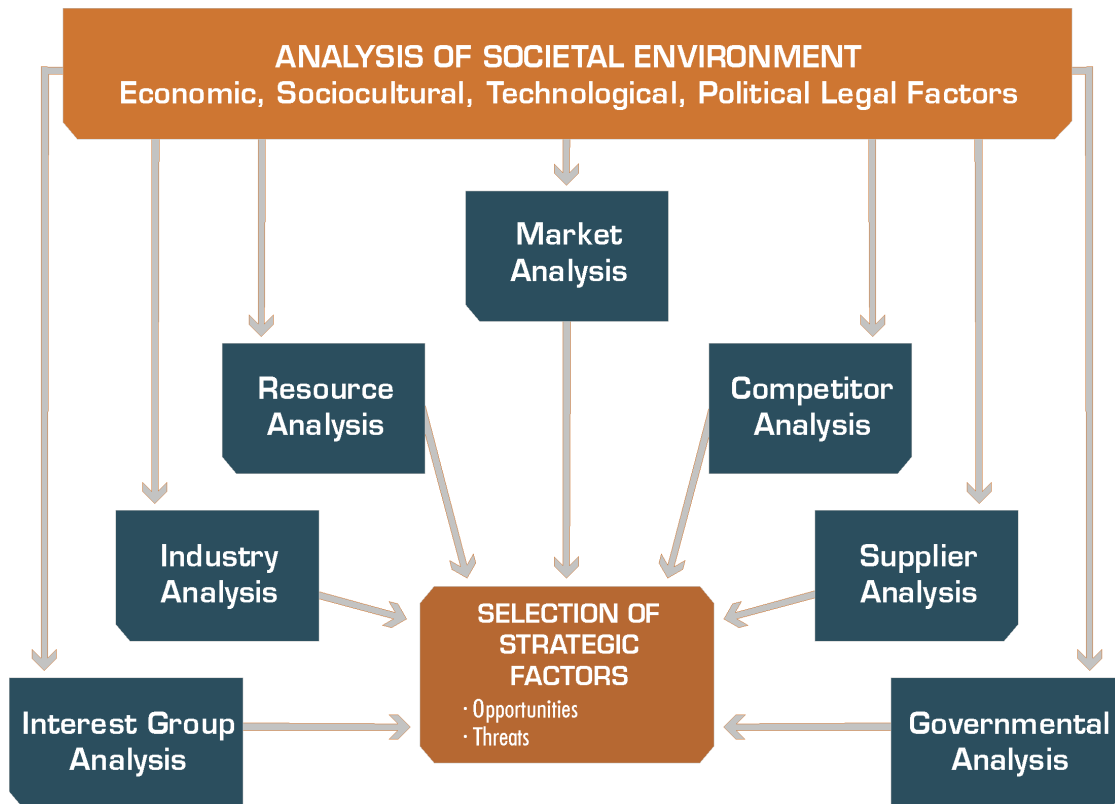 ANALYSIS OF SOCIETAL ENVIRONMENT
Economic, Sociocultural, Technological, Political Legal Factors
Market
Analysis
Resource
Analysis
Competitor
Analysis
Industry
Analysis
Supplier
Analysis
SELECTION OF
STRATEGIC
FACTORS
· Opportunities
· Threats
Interest Group
Analysis
Governmental
Analysis